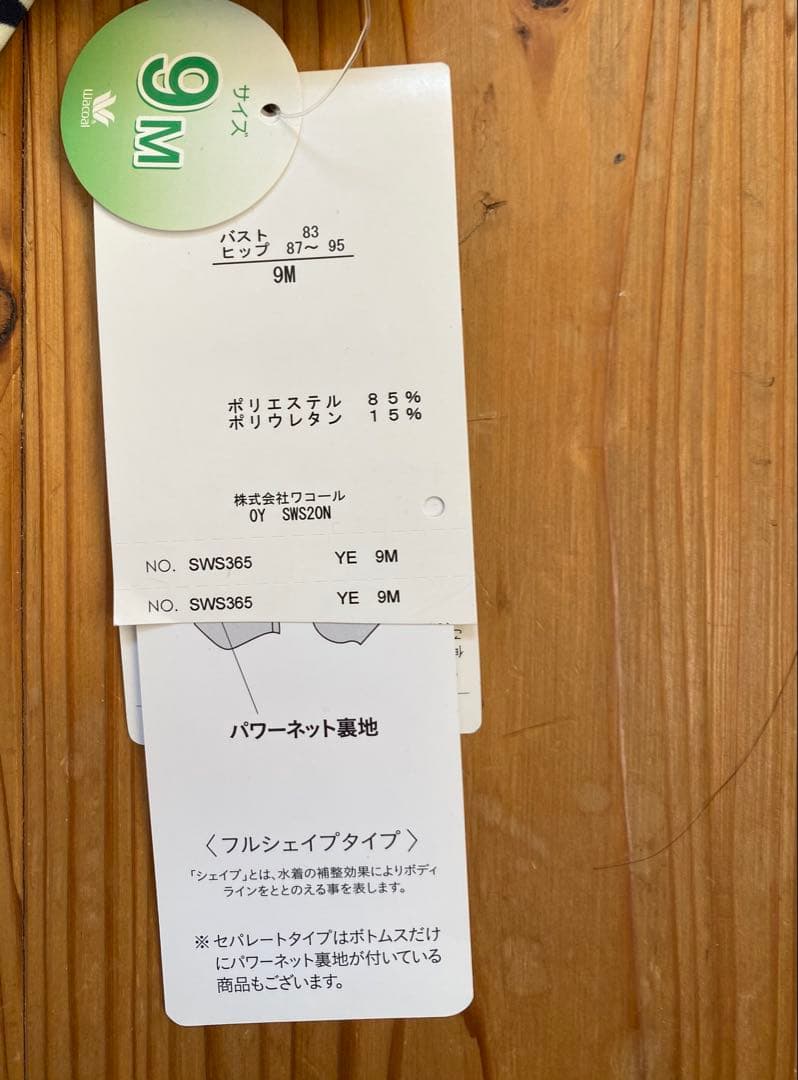 サイズ
9M
Wacoal
バスト 83
ヒップ 87〜 95
9M
ポリエステル 85%
ポリウレタン 15%
株式会社ワコール
OY SWS20N
NO. SWS365 YE 9M
NO. SWS365 YE 9M
パワーネット裏地
〈フルシェイプタイプ〉
「シェイプ」とは、水着の補整効果によりボディ
ラインをととのえる事を表します。
※ セパレートタイプはボトムスだけ
にパワーネット裏地が付いている
商品もございます。